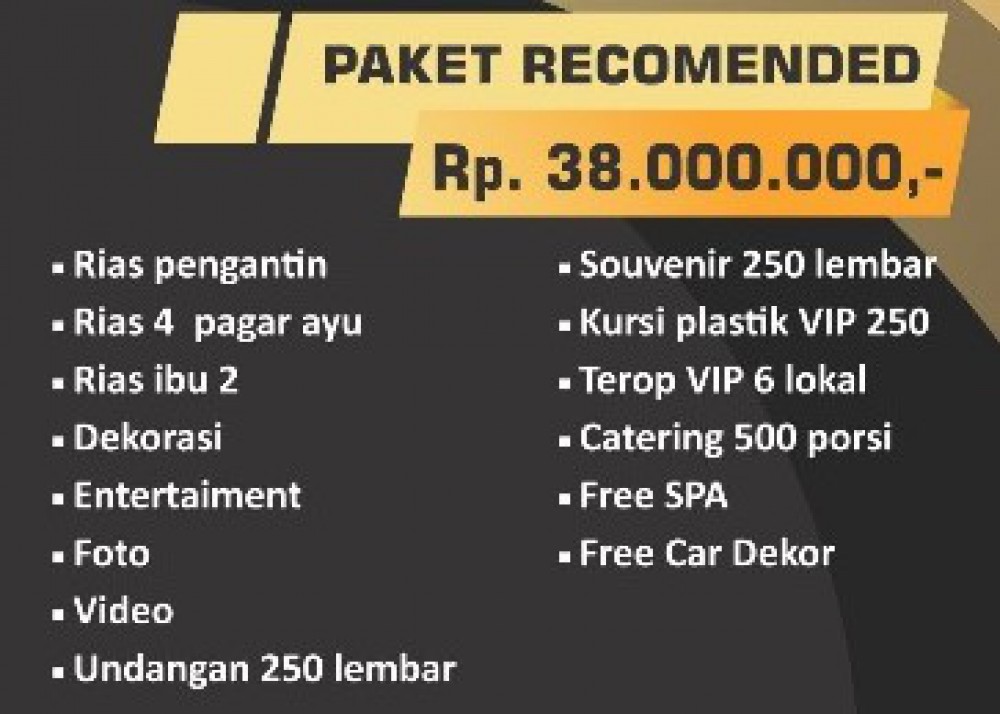 PAKET RECOMENDED
Rp. 38.000.000,-
▪ Rias pengantin
▪ Rias 4 pagar ayu
▪ Rias ibu 2
▪ Dekorasi
▪ Entertaiment
▪ Foto
▪ Video
▪ Undangan 250 lembar
▪ Souvenir 250 lembar
▪ Kursi plastik VIP 250
▪ Terop VIP 6 lokal
▪ Catering 500 porsi
▪ Free SPA
▪ Free Car Dekor